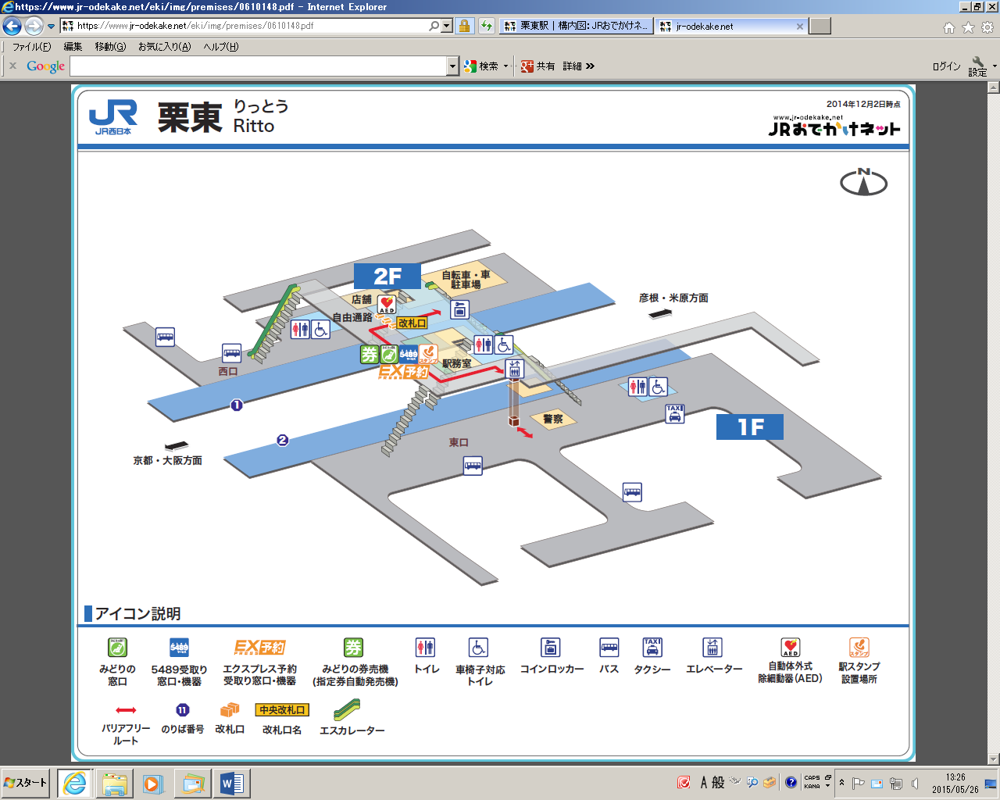 https://www.jr-odekake.net/eki/img/premises/0610148.pdf - Internet Explorer
https://www.jr-odekake.net/eki/img/premises/0610148.pdf
栗東駅｜構内図: JRおでかけネ...
jr-odekake.net
ファイル(F) 編集 移動(G) お気に入り(A) ヘルプ(H)
Google
検索
共有
詳細 »
ログイン
設定
JR
JR西日本
栗東
りっとう
Ritto
2014年12月2日時点
www.jr-odekake.net
JRおでかけネット
N
2F
自転車・車
駐車場
店舗
AED
自由通路
改札口
彦根・米原方面
西口
券
5489
スタンプ
EX予約
PRESS
駅務室
1
2
警察
TAXI
1F
東口
京都・大阪方面
アイコン説明
みどりの
窓口
5489
5489受取り
窓口・機器
EX予約
PRESS
エクスプレス予約
受取り窓口・機器
券
みどりの券売機
(指定券自動発売機)
トイレ
車椅子対応
トイレ
コインロッカー
バス
TAXI
タクシー
エレベーター
AED
自動体外式
除細動器(AED)
スタンプ
駅スタンプ
設置場所
バリアフリー
ルート
11
のりば番号
改札口
中央改札口
改札口名
エスカレーター
スタート
A 般
CAPS
KANA
13:26
2015/05/26